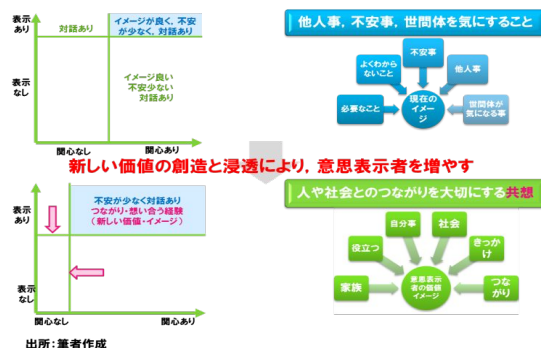 表示
あり
対話あり
イメージが良く，不安
が少なく，対話あり
表示
なし
イメージ良い
不安少ない
対話あり
関心なし
関心あり
他人事，不安事，世間体を気にすること
必要なこと
よくわから
ないこと
不安事
他人事
世間体が
気になる事
現在の
イメー
ジ
新しい価値の創造と浸透により，意思表示者を増やす
表示
あり
不安が少なく対話あり
つながり・想い合う経験
（新しい価値・イメージ）
表示
なし
関心なし
関心あり
人や社会とのつながりを大切にする共想
家族
役立つ
自分事
社会
きっか
け
つな
がり
意思表示
者の価値
イメージ
出所：筆者作成